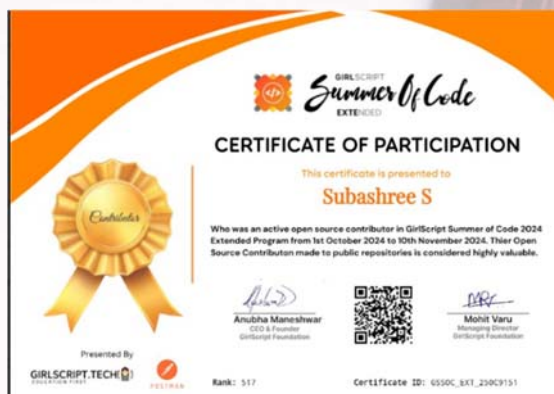 GIRLSCRIPT
Summer Of Code
EXTENDED
CERTIFICATE OF PARTICIPATION
This certificate is presented to
Subashree S
Contributor
Who was an active open source contributor in GirlScript Summer of Code 2024
Extended Program from 1st October 2024 to 10th November 2024. Thier Open
Source Contributon made to public repositories is considered highly valuable.
Anubha Maneshwar
CEO & Founder
GirlScript Foundation
Mohit Varu
Managing Director
GirlScript Foundation
Presented By
GIRLSCRIPT.TECH
EDUCATION FIRST
POSTMAN
Rank: 517
Certificate ID: GSSOC_EXT_250C9151